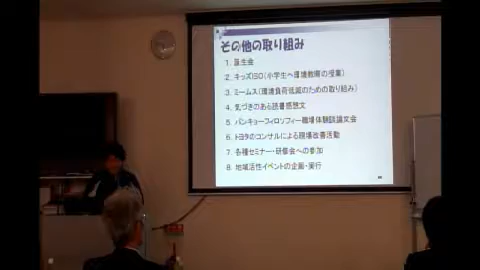 その他の取り組み
1. 誕生会
2. キッズISO(小学生へ環境教育の授業)
3. ミームス(環境負荷低減のための取り組み)
4. 気づきのある読書感想文
5. バンキョーフィロソフィー職場体験談論文会
6. トヨタのコンサルによる現場改善活動
7. 各種セミナー・研修会への参加
8. 地域活性イベントの企画・実行